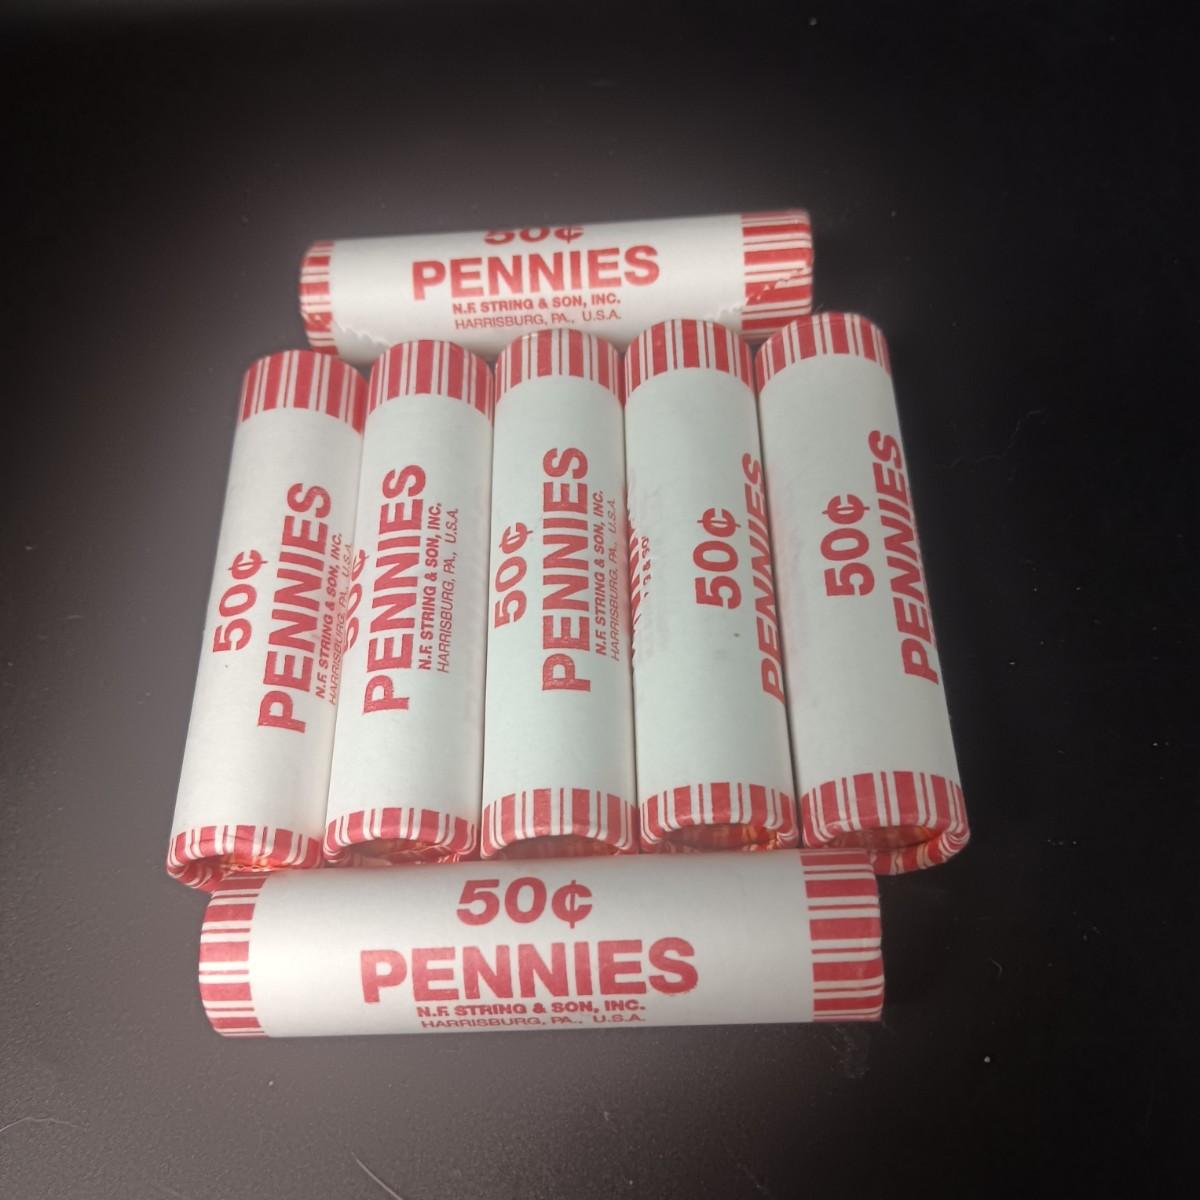 50¢
PENNIES
N.F. STRING & SON, INC.
HARRISBURG, PA., U.S.A.
50¢
PENNIES
N.F. STRING & SON, INC.
HARRISBURG, PA., U.S.A.
50¢
PENNIES
N.F. STRING & SON, INC.
HARRISBURG, PA., U.S.A.
50¢
PENNIES
N.F. STRING & SON, INC.
HARRISBURG, PA., U.S.A.
50¢
PENNIES
50¢
PENNIES
50¢
PENNIES
N.F. STRING & SON, INC.
HARRISBURG, PA., U.S.A.